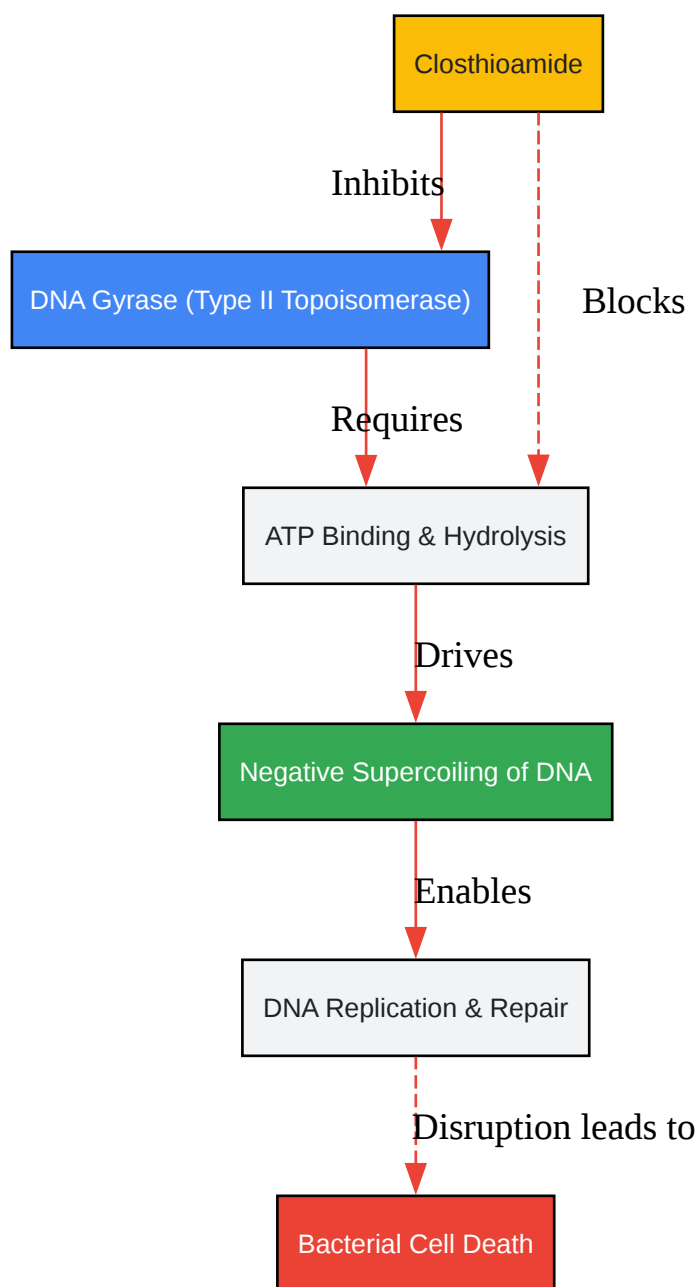 Closthioamide
Inhibits
DNA Gyrase (Type II Topoisomerase)
Blocks
Requires
ATP Binding & Hydrolysis
Drives
Negative Supercoiling of DNA
Enables
DNA Replication & Repair
Disruption leads to
Bacterial Cell Death